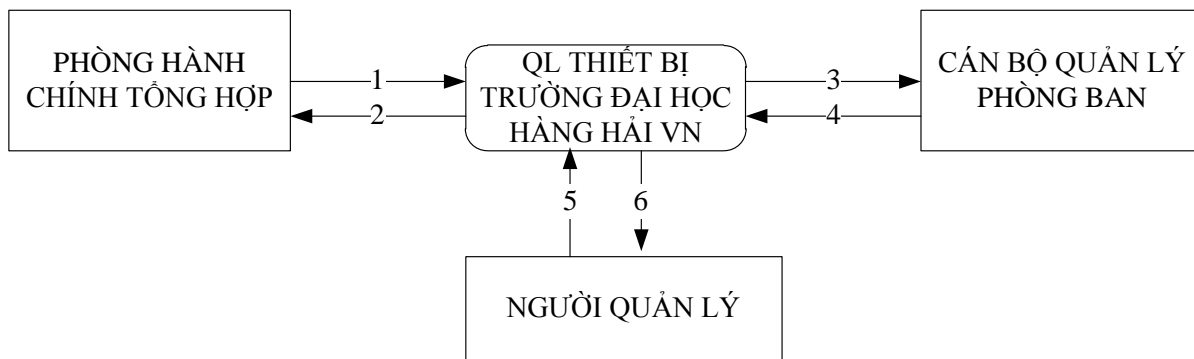 PHÒNG HÀNH
CHÍNH TỔNG HỢP
1
2
QL THIẾT BỊ
TRƯỜNG ĐẠI HỌC
HÀNG HẢI VN
3
4
CÁN BỘ QUẢN LÝ
PHÒNG BAN
5
6
NGƯỜI QUẢN LÝ